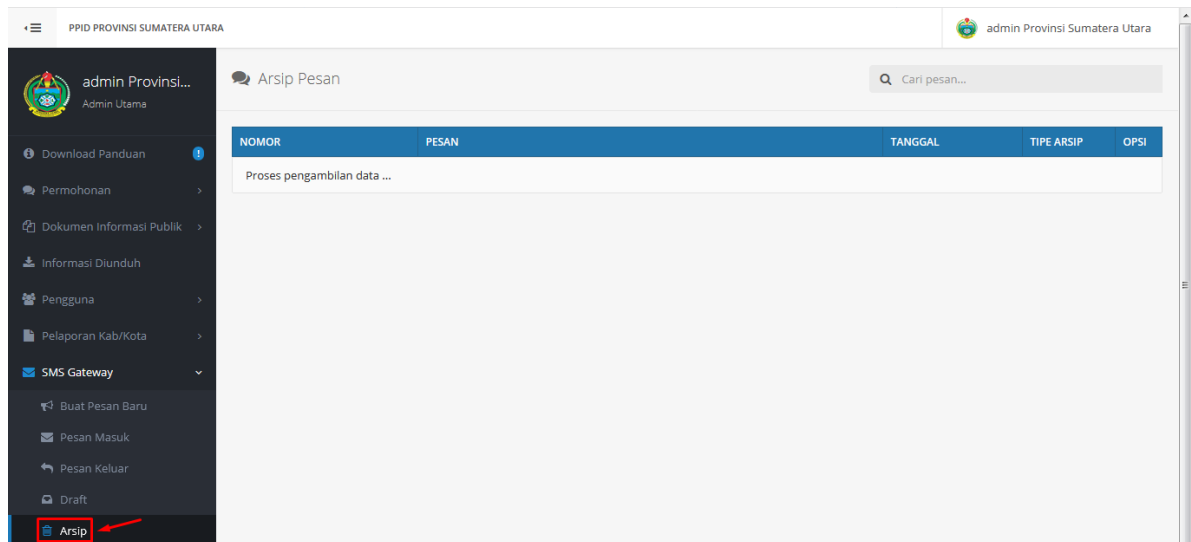 PPID PROVINSI SUMATERA UTARA
admin Provinsi Sumatera Utara
admin Provinsi...
Admin Utama
Download Panduan
Permohonan
Dokumen Informasi Publik
Informasi Diunduh
Pengguna
Pelaporan Kab/Kota
SMS Gateway
Buat Pesan Baru
Pesan Masuk
Pesan Keluar
Draft
Arsip
Arsip Pesan
Cari pesan...
NOMOR PESAN TANGGAL TIPE ARSIP OPSI
Proses pengambilan data ...